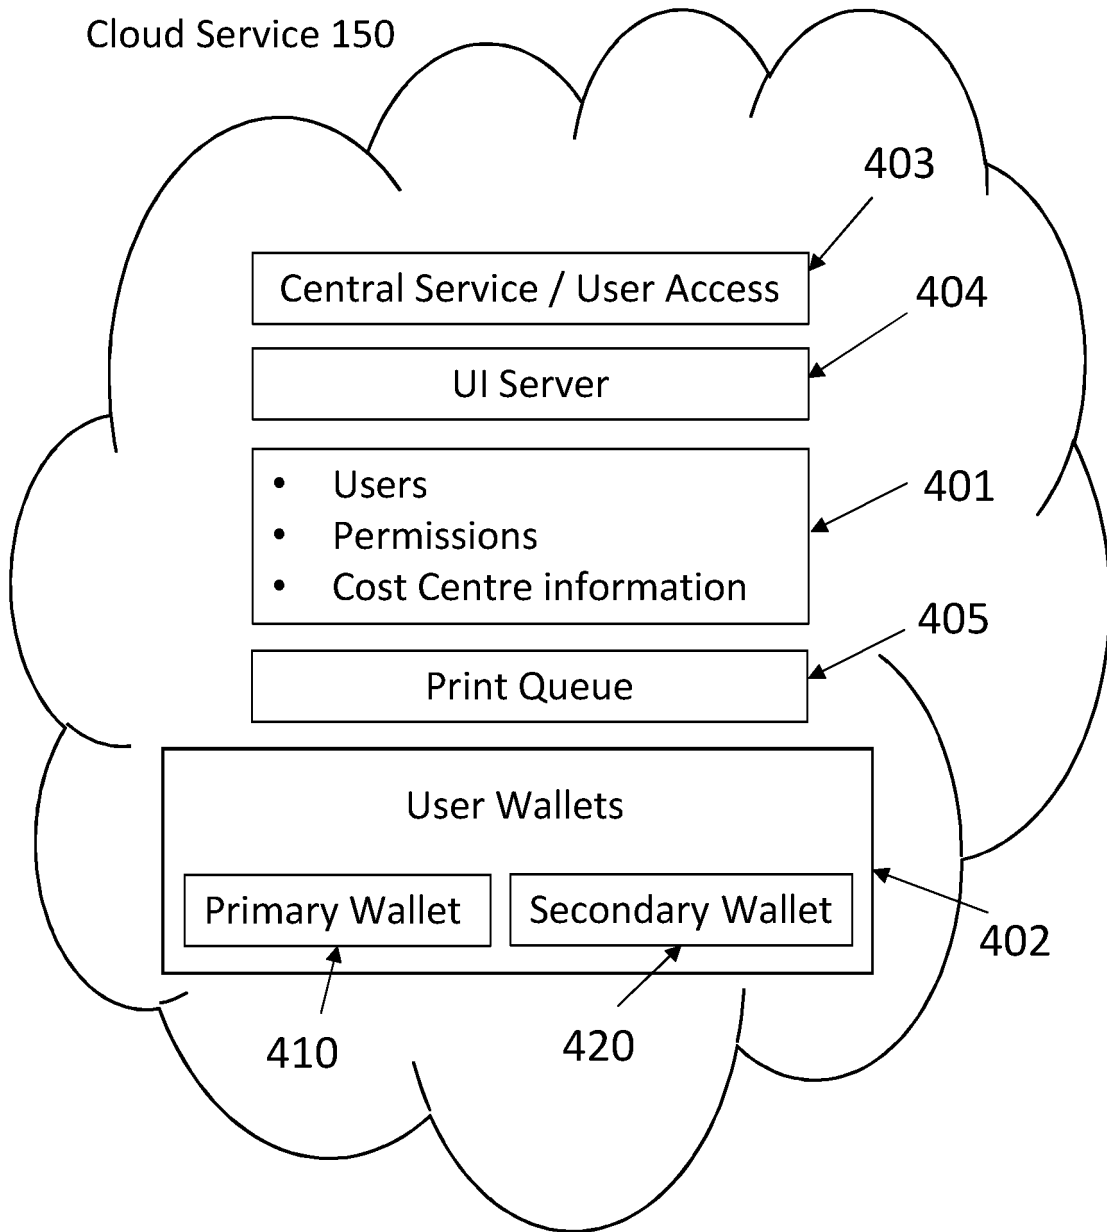 Cloud Service 150
403
Central Service / User Access
404
UI Server
401
• Users
• Permissions
• Cost Centre information
405
Print Queue
User Wallets
Primary Wallet
Secondary Wallet
402
410
420